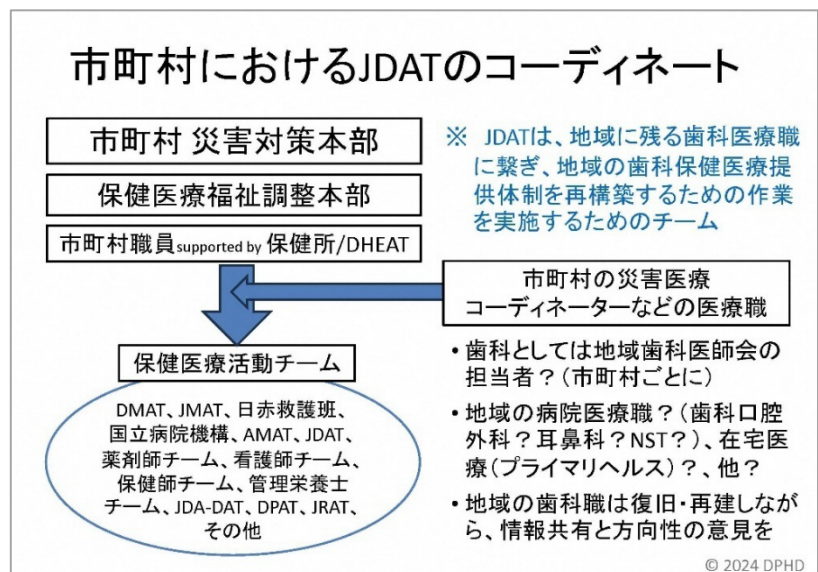 市町村におけるJDATのコーディネート
市町村 災害対策本部
保健医療福祉調整本部
市町村職員supported by 保健所/DHEAT
※ JDATは、地域に残る歯科医療職
に繋ぎ、地域の歯科保健医療提
供体制を再構築するための作業
を実施するためのチーム
市町村の災害医療
コーディネーターなどの医療職
保健医療活動チーム
DMAT、JMAT、日赤救護班、
国立病院機構、AMAT、JDAT、
薬剤師チーム、看護師チーム、
保健師チーム、管理栄養士
チーム、JDA-DAT、DPAT、JRAT、
その他
・歯科としては地域歯科医師会の
担当者？(市町村ごとに)
・地域の病院医療職？(歯科口腔
外科？耳鼻科？NST？)、在宅医
療(プライマリヘルス)？、他？
・地域の歯科職は復旧・再建しなが
ら、情報共有と方向性の意見を
© 2024 DPHD